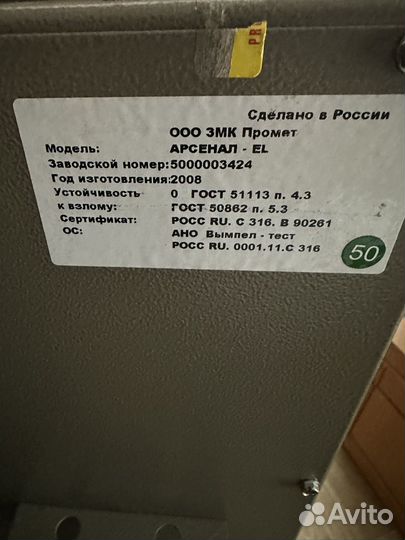 PRO
Сделано в России
ООО ЗМК Промет
Модель: АРСЕНАЛ - EL
Заводской номер:5000003424
Год изготовления:2008
Устойчивость 0 ГОСТ 51113 п. 4.3
к взлому: ГОСТ 50862 п. 5.3
Сертификат: РОСС RU. С 316. В 90261
ОС: АНО Вымпел - тест
РОСС RU. 0001.11.С 316
50
Avito